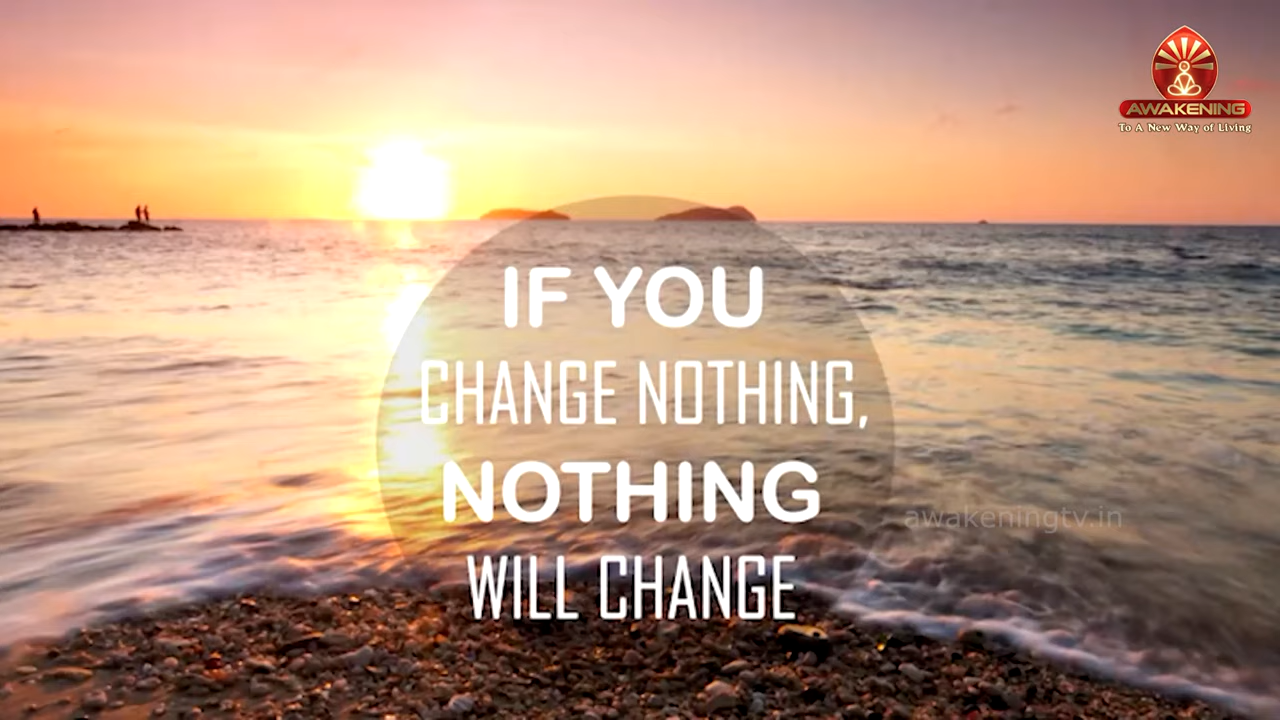 AWAKENING
To A New Way of Living
IF YOU
CHANGE NOTHING,
NOTHING
WILL CHANGE
awakeningtv.in